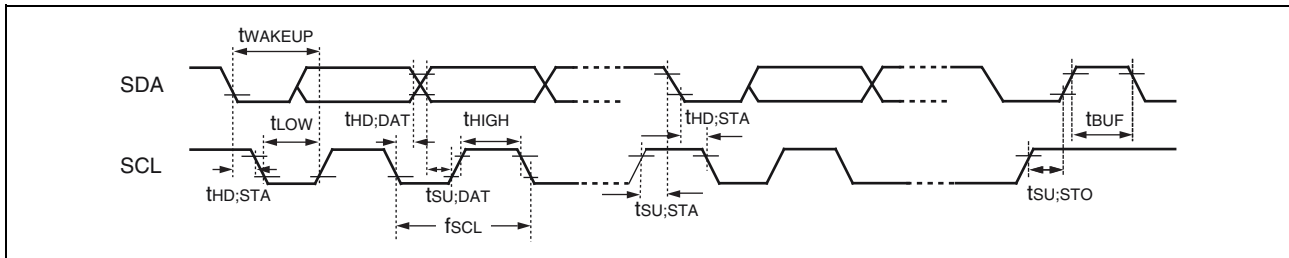 tWAKEUP
SDA
tLOW
tHD;DAT
tHIGH
tHD;STA
tBUF
SCL
tHD;STA
tSU;DAT
tSU;STA
tSU;STO
fSCL